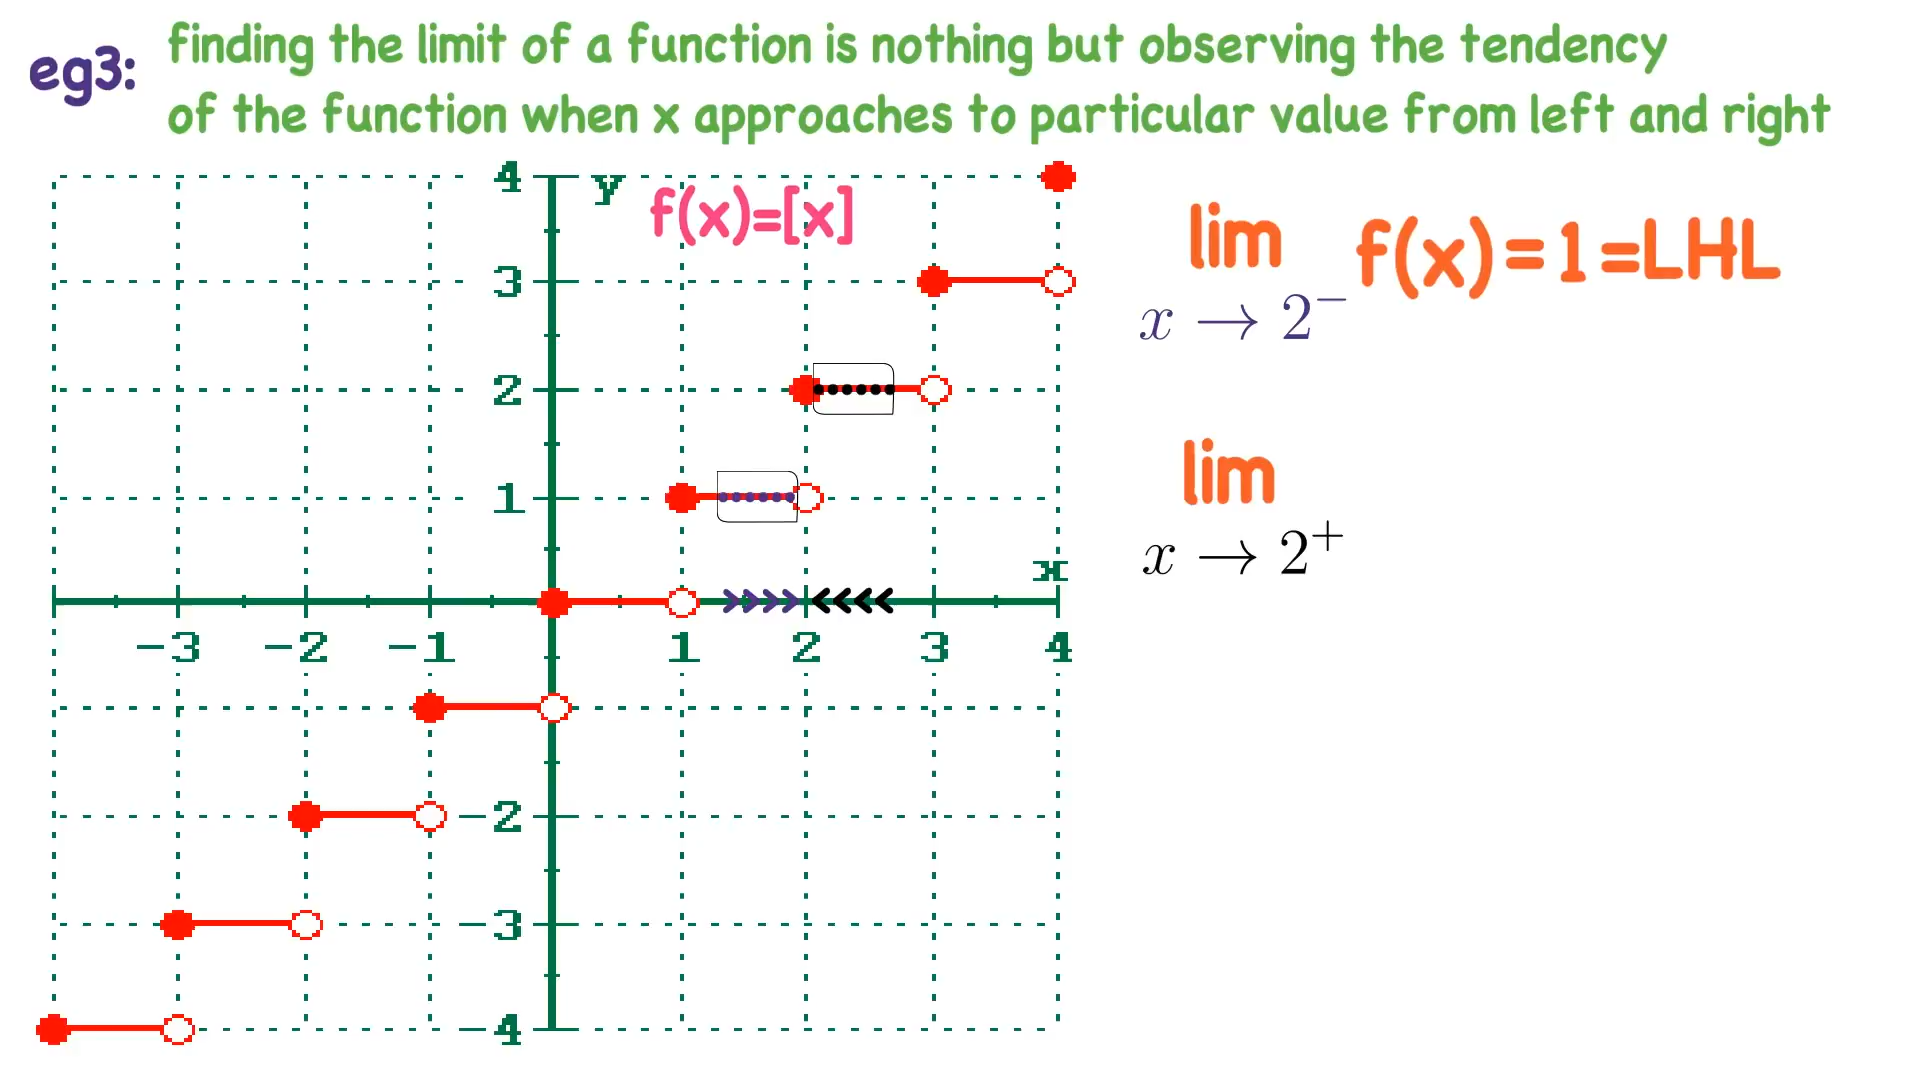 eg3:
finding the limit of a function is nothing but observing the tendency
of the function when x approaches to particular value from left and right
4
y
f(x)=[x]
lim f(x)=1=LHL
x → 2⁻
3
2
lim
x → 2⁺
1
x
-3 -2 -1 1 2 3 4
-2
-3
-4